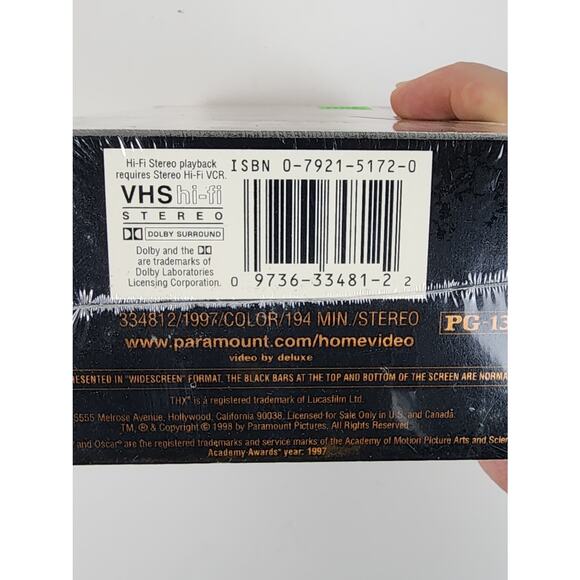 Hi-Fi Stereo playback
requires Stereo Hi-Fi VCR.
VHS hi-fi
STEREO
DOLBY SURROUND
Dolby and the
are trademarks of
Dolby Laboratories
Licensing Corporation.
ISBN 0-7921-5172-0
0 9736-33481-2 2
334812/1997/COLOR/194 MIN./STEREO
PG-13
www.paramount.com/homevideo
video by deluxe
PRESENTED IN "WIDESCREEN" FORMAT. THE BLACK BARS AT THE TOP AND BOTTOM OF THE SCREEN ARE NORMA
THX® is a registered trademark of Lucasfilm Ltd.
5555 Melrose Avenue, Hollywood, California 90038. Licensed for Sale Only in U.S. and Canada.
TM, ® & Copyright © 1998 by Paramount Pictures. All Rights Reserved.
and Oscar® are the registered trademarks and service marks of the Academy of Motion Picture Arts and Scien
Academy Awards® year: 1997